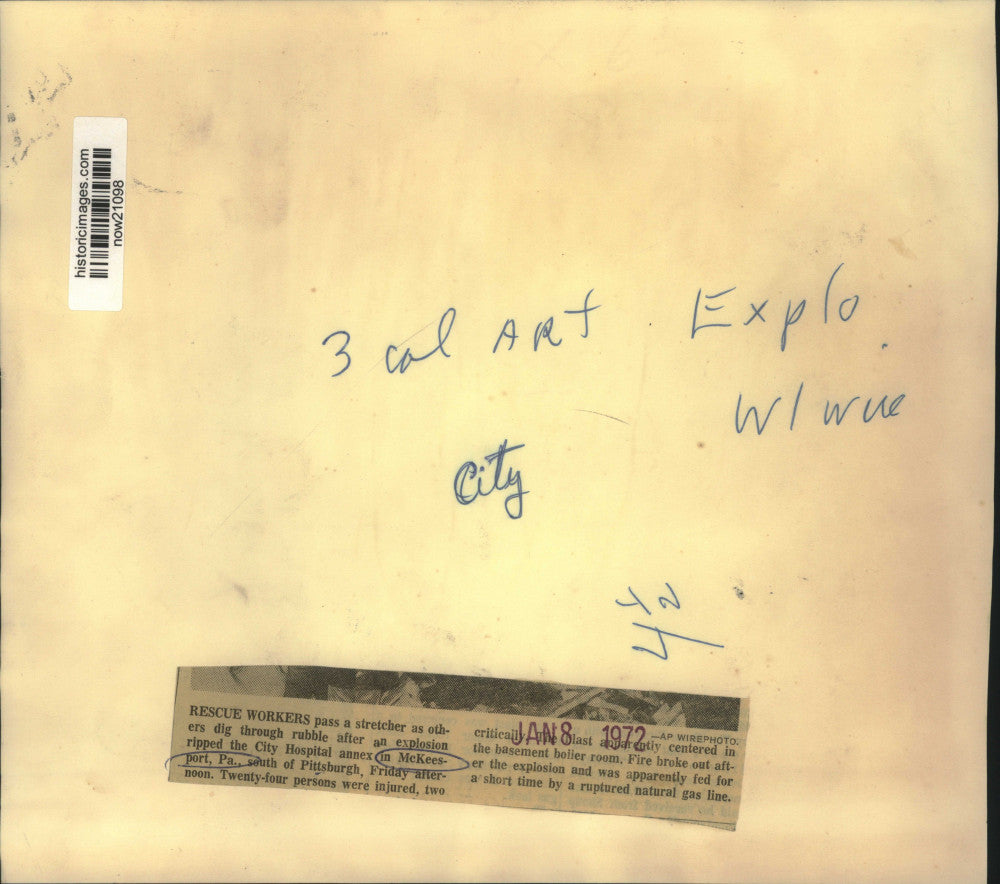 historicimages.com
now21098
3 col ART Explo
W/ wire
City
42
RESCUE WORKERS pass a stretcher as oth-
ers dig through rubble after an explosion
ripped the City Hospital annex in McKees-
port, Pa., south of Pittsburgh, Friday after-
noon. Twenty-four persons were injured, two
JAN 8 1972
—AP WIREPHOTO.
critically. The blast apparently centered in
the basement bolier room. Fire broke out aft-
er the explosion and was apparently fed for
a short time by a ruptured natural gas line.